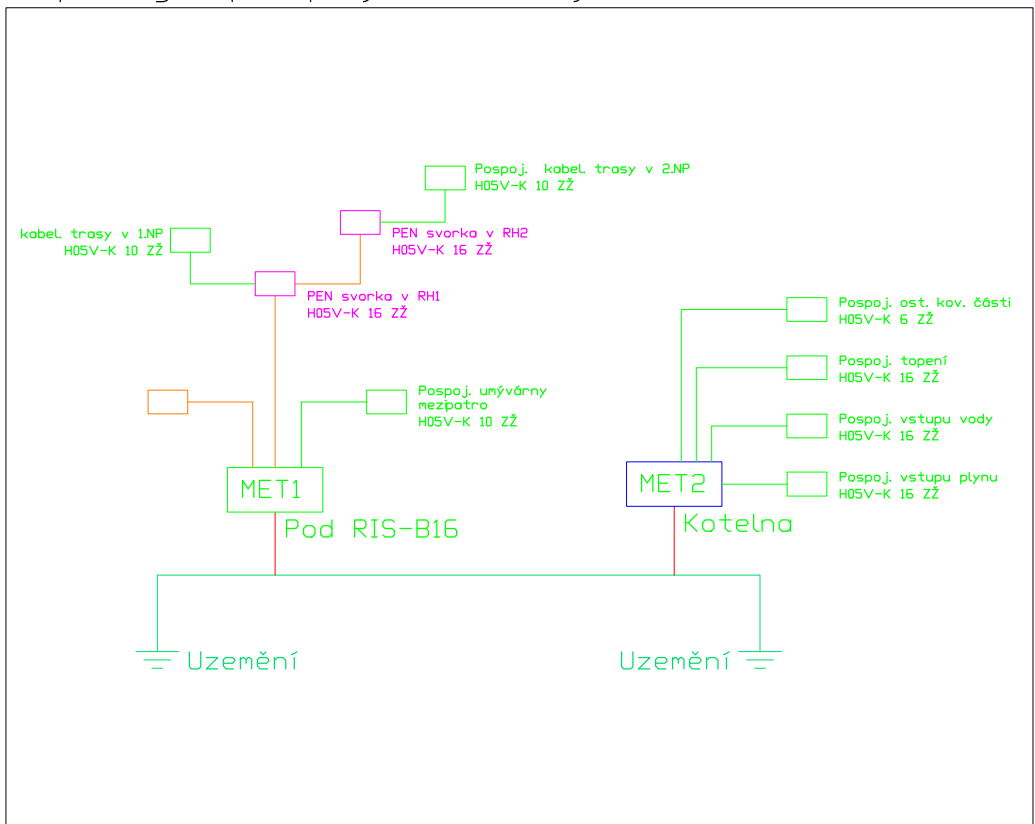 Pospoj. kabel. trasy v 2.NP
H05V-K 10 ZŽ
kabel. trasy v 1.NP
H05V-K 10 ZŽ
PEN svorka v RH2
H05V-K 16 ZŽ
PEN svorka v RH1
H05V-K 16 ZŽ
Pospoj. ost. kov. části
H05V-K 6 ZŽ
Pospoj. topení
H05V-K 16 ZŽ
Pospoj. umývárny
mezipatro
H05V-K 10 ZŽ
Pospoj. vstupu vody
H05V-K 16 ZŽ
Pospoj. vstupu plynu
H05V-K 16 ZŽ
MET1
Pod RIS-B16
MET2
Kotelna
Uzemění
Uzemění